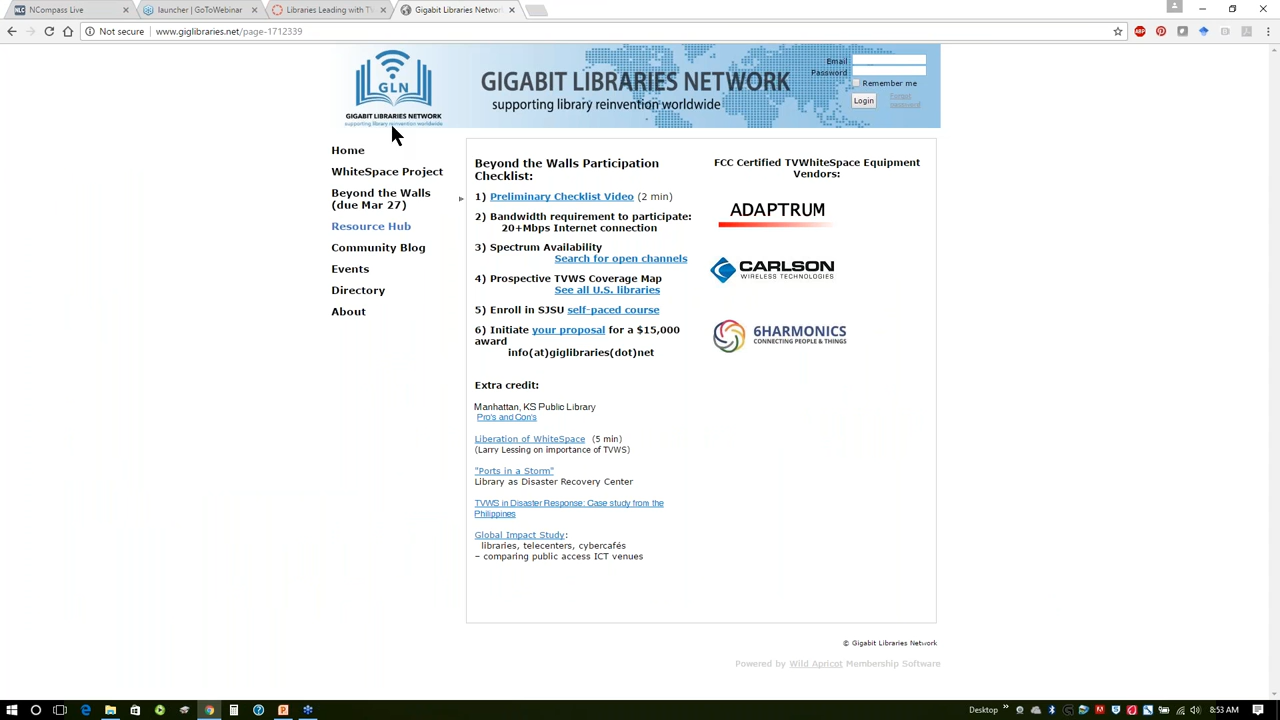 NCompass Live
launcher | GoToWebinar
Libraries Leading with TV
Gigabit Libraries Network
Not secure | www.giglibraries.net/page-1712339
GLN
GIGABIT LIBRARIES NETWORK
supporting library reinvention worldwide
GIGABIT LIBRARIES NETWORK
supporting library reinvention worldwide
Email
Password
Remember me
Login
Forgot password
Home
WhiteSpace Project
Beyond the Walls
(due Mar 27)
Resource Hub
Community Blog
Events
Directory
About
Beyond the Walls Participation
Checklist:
1) Preliminary Checklist Video (2 min)
2) Bandwidth requirement to participate:
20+Mbps Internet connection
3) Spectrum Availability
Search for open channels
4) Prospective TVWS Coverage Map
See all U.S. libraries
5) Enroll in SJSU self-paced course
6) Initiate your proposal for a $15,000
award
info(at)giglibraries(dot)net
Extra credit:
Manhattan, KS Public Library
Pro's and Con's
Liberation of WhiteSpace (5 min)
(Larry Lessing on importance of TVWS)
"Ports in a Storm"
Library as Disaster Recovery Center
TVWS in Disaster Response: Case study from the
Philippines
Global Impact Study:
libraries, telecenters, cybercafés
– comparing public access ICT venues
FCC Certified TVWhiteSpace Equipment
Vendors:
ADAPTRUM
CARLSON
WIRELESS TECHNOLOGIES
6HARMONICS
CONNECTING PEOPLE & THINGS
© Gigabit Libraries Network
Powered by Wild Apricot Membership Software
Desktop
8:53 AM